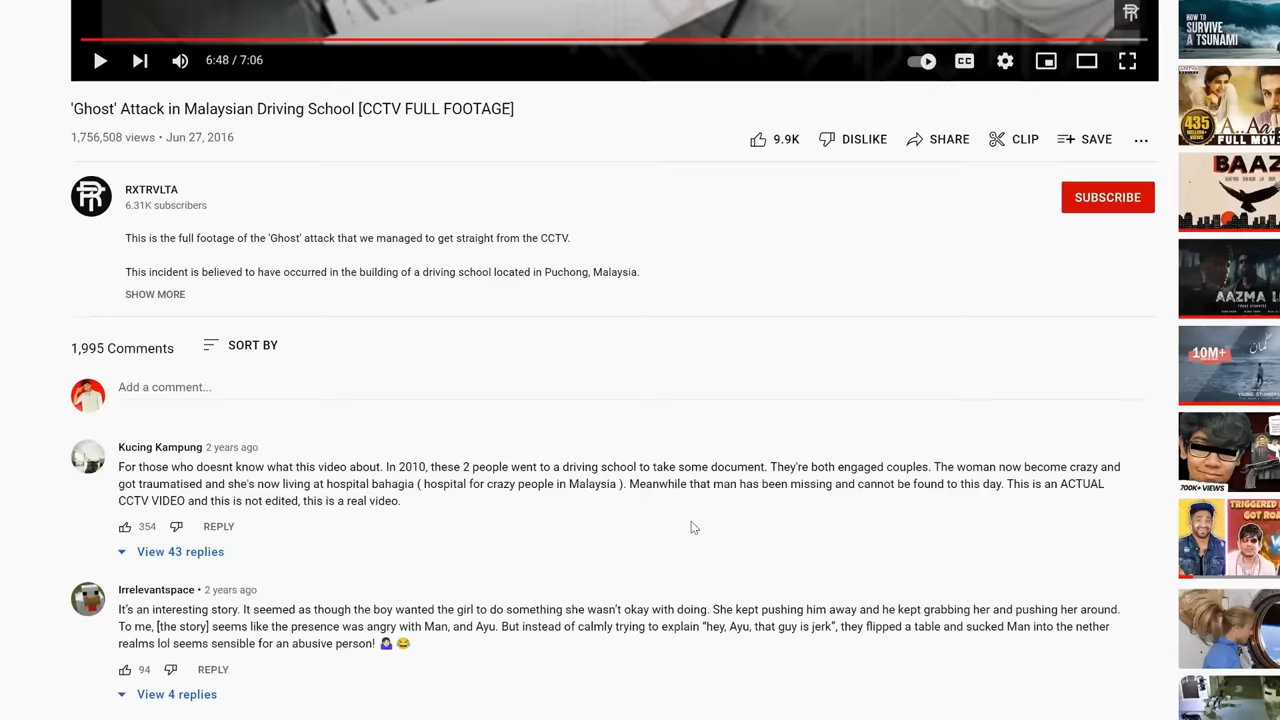 HOW TO
SURVIVE
A TSUNAMI
6:48 / 7:06
CC
435
A..Aa
FULL MOV
'Ghost' Attack in Malaysian Driving School [CCTV FULL FOOTAGE]
1,756,508 views • Jun 27, 2016
9.9K
DISLIKE
SHARE
CLIP
SAVE
BAAZ
RXTRVLTA
6.31K subscribers
SUBSCRIBE
This is the full footage of the 'Ghost' attack that we managed to get straight from the CCTV.
This incident is believed to have occurred in the building of a driving school located in Puchong, Malaysia.
SHOW MORE
AAZMA
1,995 Comments
SORT BY
10M+
Add a comment...
YOUNG STUNNERS
Kucing Kampung 2 years ago
For those who doesnt know what this video about. In 2010, these 2 people went to a driving school to take some document. They're both engaged couples. The woman now become crazy and
got traumatised and she's now living at hospital bahagia ( hospital for crazy people in Malaysia ). Meanwhile that man has been missing and cannot be found to this day. This is an ACTUAL
CCTV VIDEO and this is not edited, this is a real video.
700K+ VIEWS
354
REPLY
View 43 replies
TRIGGERED
GOT ROA
Irrelevantspace • 2 years ago
It's an interesting story. It seemed as though the boy wanted the girl to do something she wasn't okay with doing. She kept pushing him away and he kept grabbing her and pushing her around.
To me, [the story] seems like the presence was angry with Man, and Ayu. But instead of calmly trying to explain “hey, Ayu, that guy is jerk”, they flipped a table and sucked Man into the nether
realms lol seems sensible for an abusive person! 🤷🏻‍♀️ 😂
94
REPLY
View 4 replies